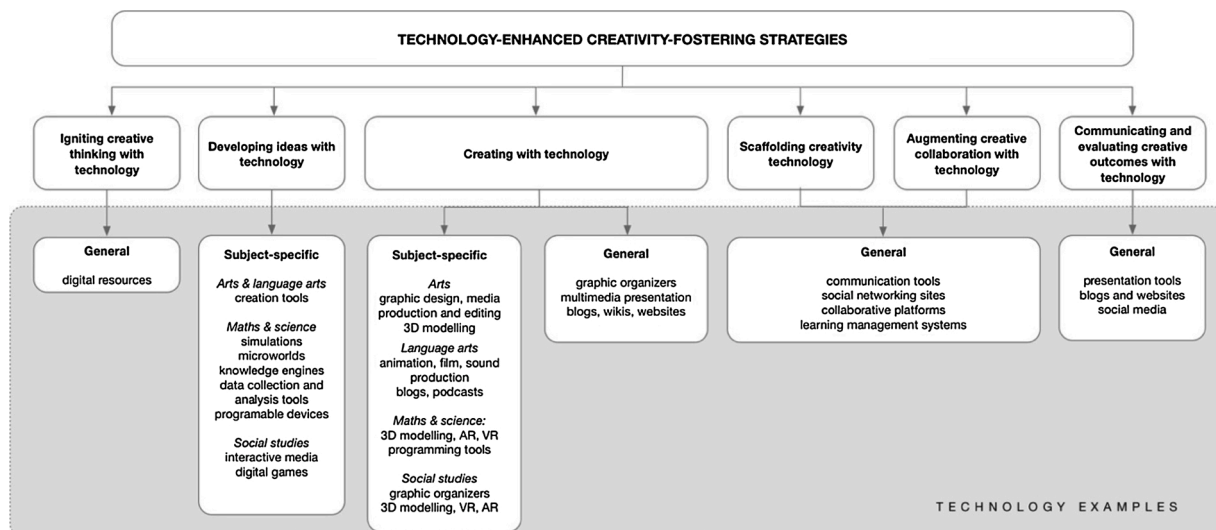 TECHNOLOGY-ENHANCED CREATIVITY-FOSTERING STRATEGIES
Igniting creative
thinking with
technology
Developing ideas with
technology
Creating with technology
Scaffolding creativity
technology
Augmenting creative
collaboration with
technology
Communicating and
evaluating creative
outcomes with
technology
General
digital resources
Subject-specific
Arts & language arts
creation tools
Maths & science
simulations
microworlds
knowledge engines
data collection and
analysis tools
programable devices
Social studies
interactive media
digital games
Subject-specific
Arts
graphic design, media
production and editing
3D modelling
Language arts
animation, film, sound
production
blogs, podcasts
Maths & science:
3D modelling, AR, VR
programming tools
Social studies
graphic organizers
3D modelling, VR, AR
General
graphic organizers
multimedia presentation
blogs, wikis, websites
General
communication tools
social networking sites
collaborative platforms
learning management systems
General
presentation tools
blogs and websites
social media
TECHNOLOGY EXAMPLES